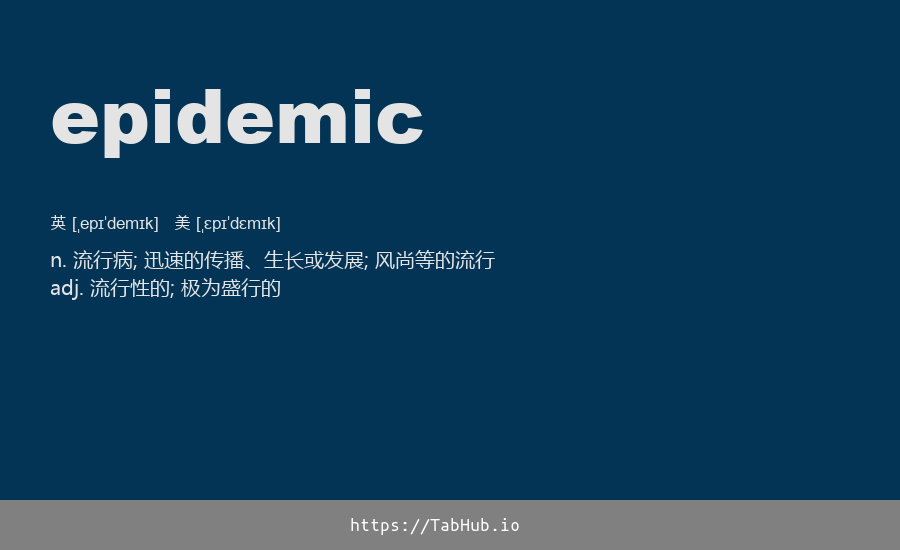 epidemic
英 [ˌepɪˈdemɪk] 美 [ˌɛpɪˈdɛmɪk]
n. 流行病; 迅速的传播、生长或发展; 风尚等的流行
adj. 流行性的; 极为盛行的
https://TabHub.io